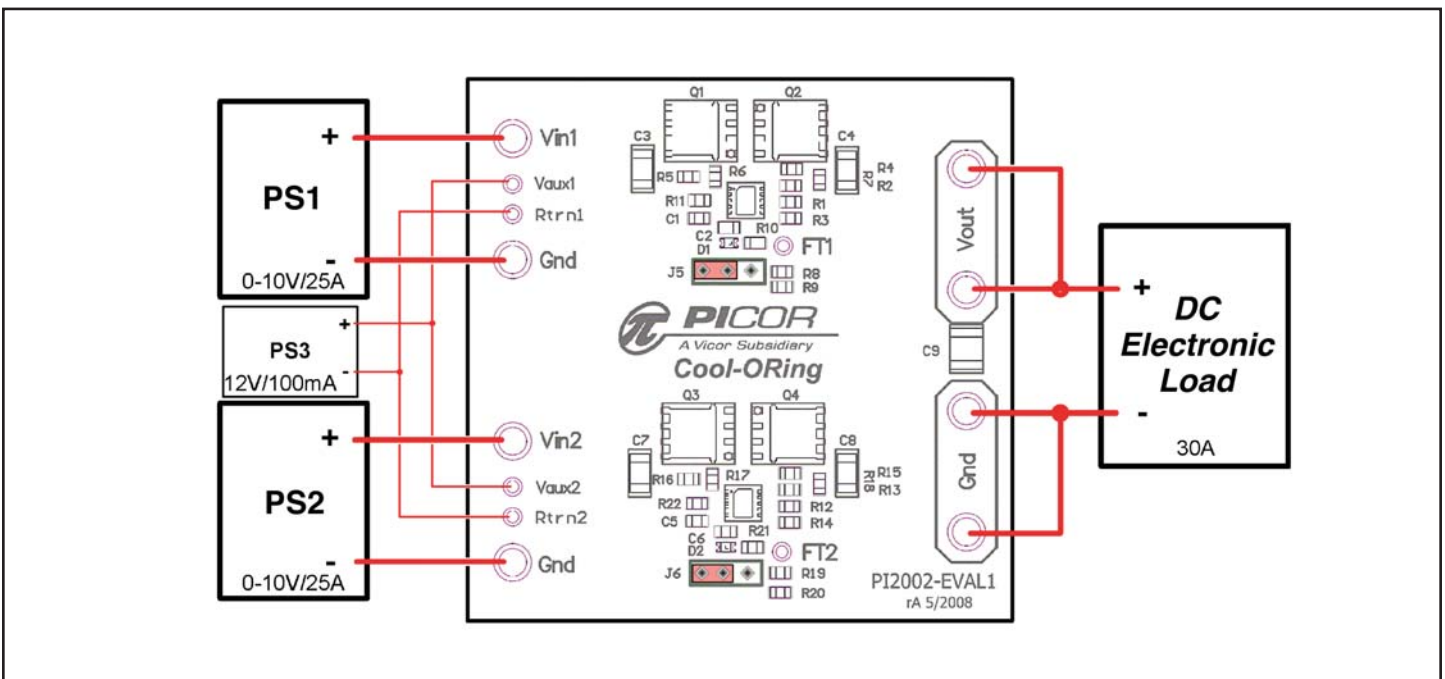 +
PS1
-
0-10V/25A
+
PS3
-
12V/100mA
+
PS2
-
0-10V/25A
Vin1
Vaux1
Rtrn1
Gnd
Vin2
Vaux2
Rtrn2
Gnd
Q1
Q2
C3
C4
R5
R6
R4
R7
R2
R11
R1
C1
R3
C2
R10
D1
FT1
J5
R8
R9
PICOR
A Vicor Subsidiary
Cool-ORing
Q3
Q4
C7
C8
R16
R17
R15
R18
R13
R22
R12
C5
R14
C6
R21
D2
FT2
J6
R19
R20
Vout
C9
Gnd
PI2002-EVAL1
rA 5/2008
+
DC
Electronic
Load
-
30A